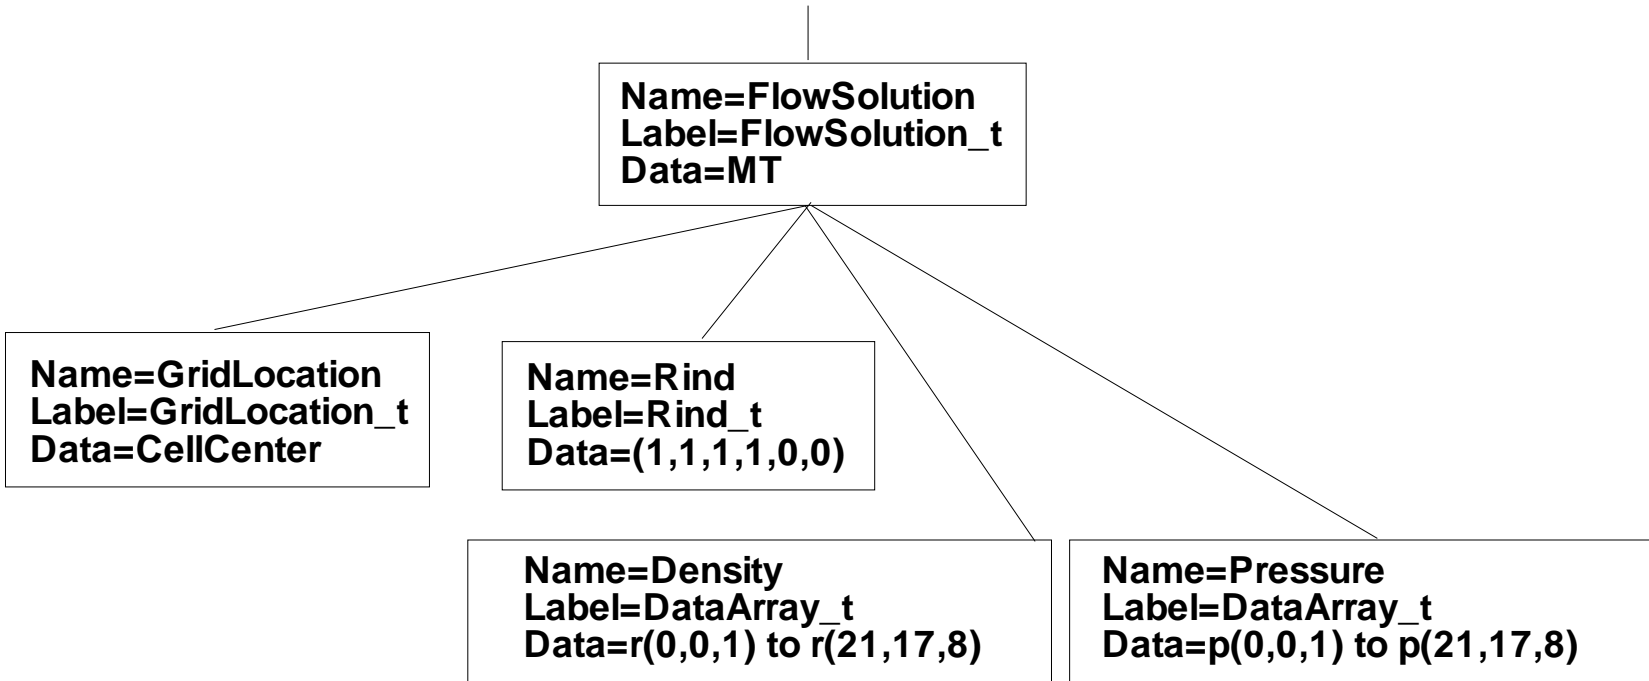 Name=FlowSolution
Label=FlowSolution_t
Data=MT
Name=GridLocation
Label=GridLocation_t
Data=CellCenter
Name=Rind
Label=Rind_t
Data=(1,1,1,1,0,0)
Name=Density
Label=DataArray_t
Data=r(0,0,1) to r(21,17,8)
Name=Pressure
Label=DataArray_t
Data=p(0,0,1) to p(21,17,8)